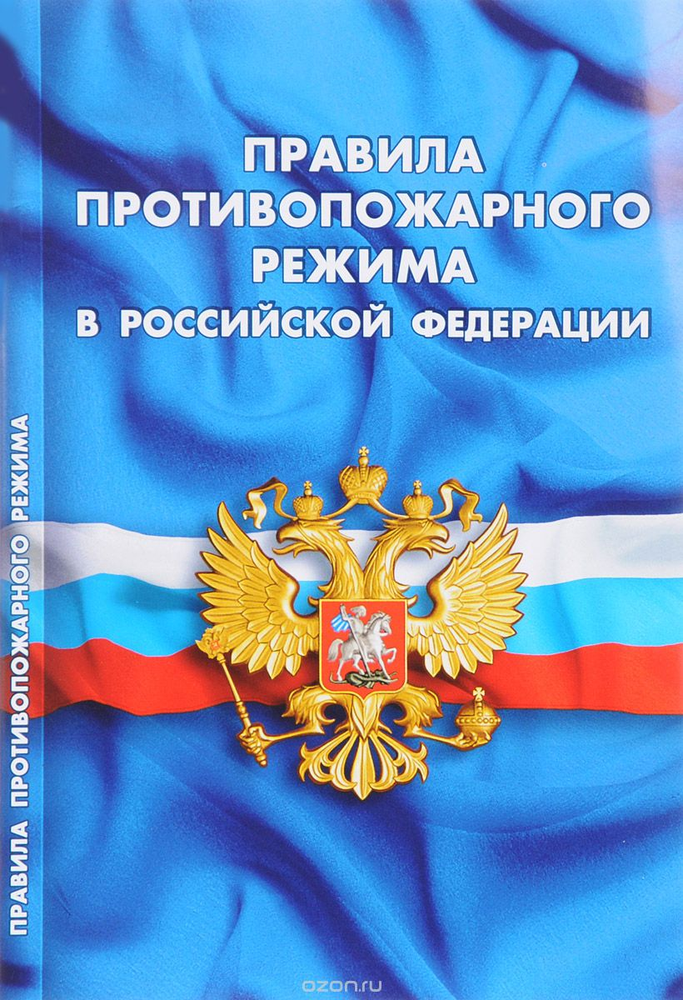 ПРАВИЛА
ПРОТИВОПОЖАРНОГО
РЕЖИМА
В РОССИЙСКОЙ ФЕДЕРАЦИИ
ПРАВИЛА ПРОТИВОПОЖАРНОГО РЕЖИМА
ozon.ru